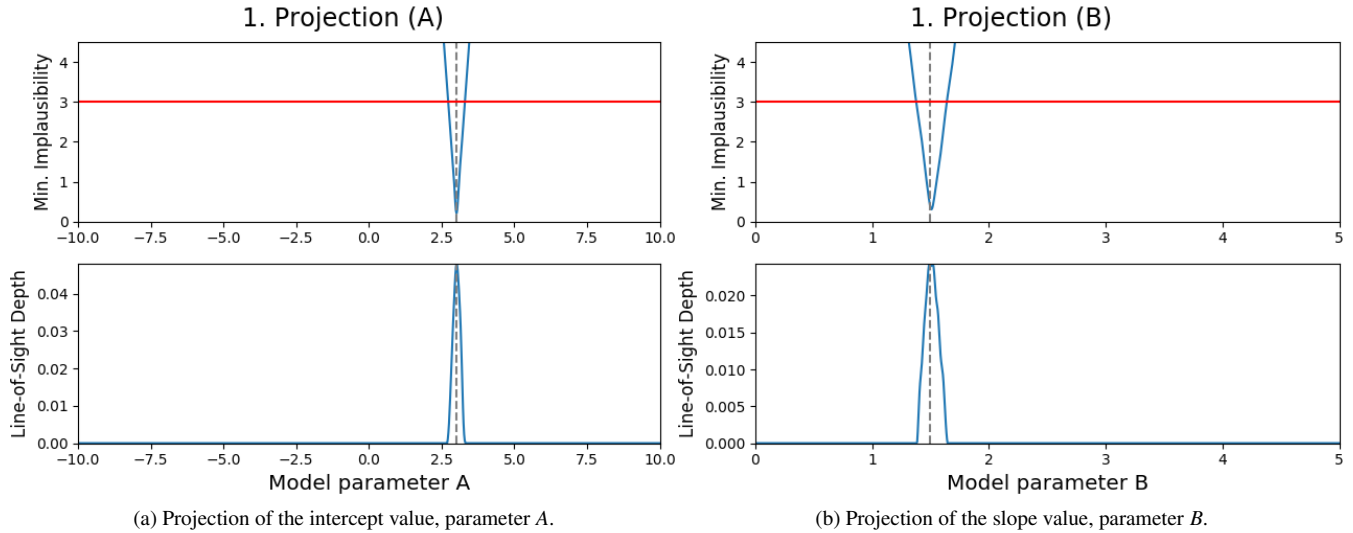 1. Projection (A)
Min. Implausibility
4
3
2
1
0
−10.0 −7.5 −5.0 −2.5 0.0 2.5 5.0 7.5 10.0
Line-of-Sight Depth
0.04
0.03
0.02
0.01
0.00
−10.0 −7.5 −5.0 −2.5 0.0 2.5 5.0 7.5 10.0
Model parameter A
(a) Projection of the intercept value, parameter A.
1. Projection (B)
Min. Implausibility
4
3
2
1
0
0 1 2 3 4 5
Line-of-Sight Depth
0.020
0.015
0.010
0.005
0.000
0 1 2 3 4 5
Model parameter B
(b) Projection of the slope value, parameter B.